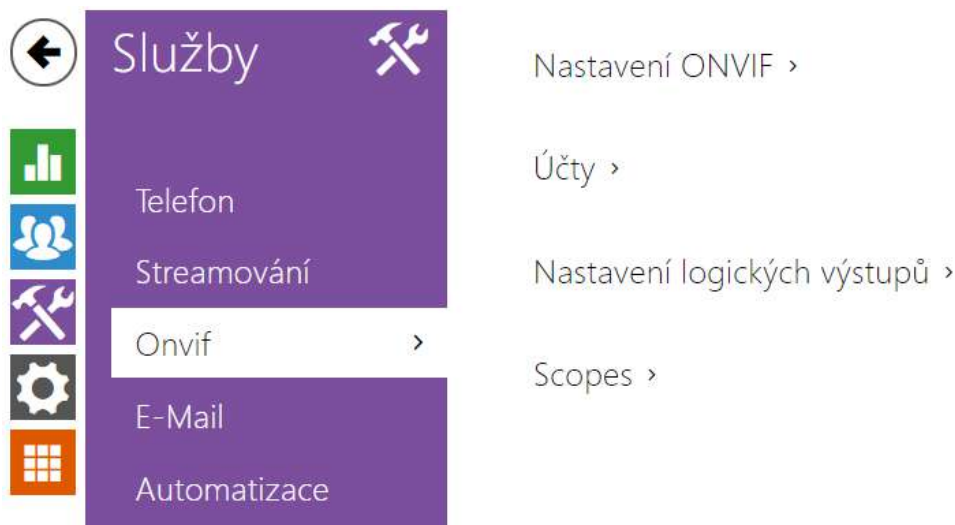 Služby
Telefon
Streamování
Onvif
E-Mail
Automatizace
Nastavení ONVIF
Účty
Nastavení logických výstupů
Scopes